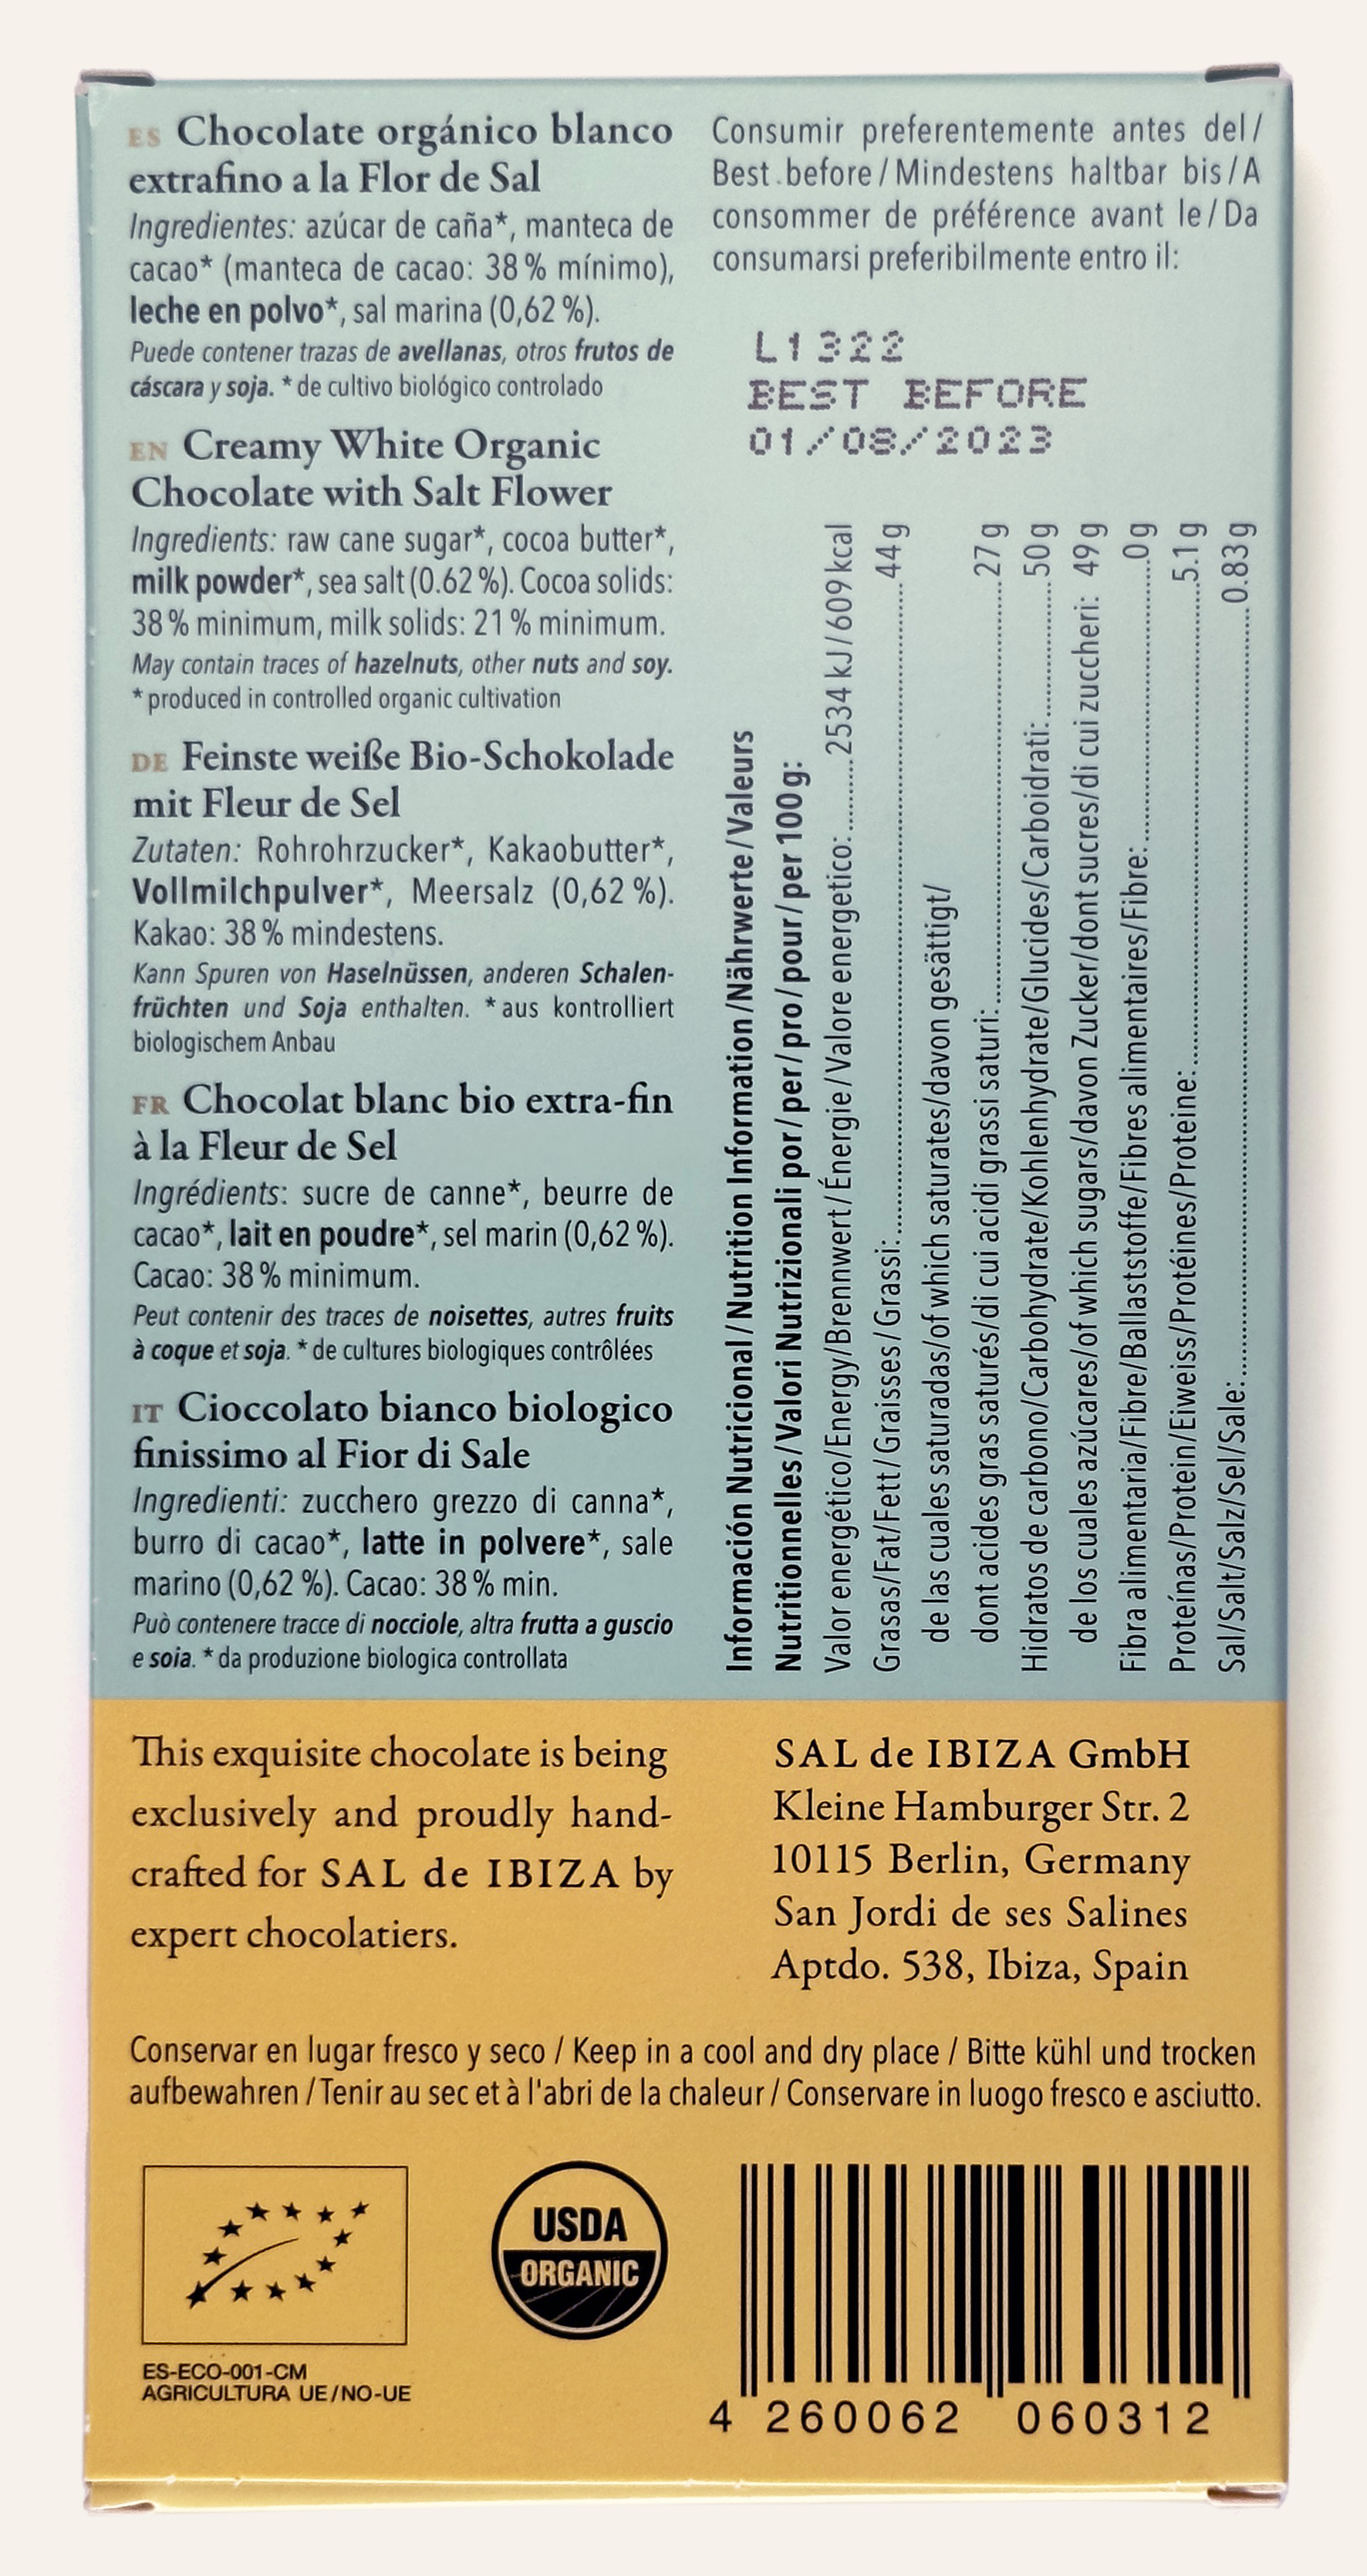 ES Chocolate orgánico blanco
extrafino a la Flor de Sal
Ingredientes: azúcar de caña*, manteca de
cacao* (manteca de cacao: 38 % mínimo),
leche en polvo*, sal marina (0,62 %).
Puede contener trazas de avellanas, otros frutos de
cáscara y soja. * de cultivo biológico controlado
EN Creamy White Organic
Chocolate with Salt Flower
Ingredients: raw cane sugar*, cocoa butter*,
milk powder*, sea salt (0.62 %). Cocoa solids:
38 % minimum, milk solids: 21 % minimum.
May contain traces of hazelnuts, other nuts and soy.
* produced in controlled organic cultivation
DE Feinste weiße Bio-Schokolade
mit Fleur de Sel
Zutaten: Rohrohrzucker*, Kakaobutter*,
Vollmilchpulver*, Meersalz (0,62 %).
Kakao: 38 % mindestens.
Kann Spuren von Haselnüssen, anderen Schalen-
früchten und Soja enthalten. * aus kontrolliert
biologischem Anbau
FR Chocolat blanc bio extra-fin
à la Fleur de Sel
Ingrédients: sucre de canne*, beurre de
cacao*, lait en poudre*, sel marin (0,62 %).
Cacao: 38 % minimum.
Peut contenir des traces de noisettes, autres fruits
à coque et soja. * de cultures biologiques contrôlées
IT Cioccolato bianco biologico
finissimo al Fior di Sale
Ingredienti: zucchero grezzo di canna*,
burro di cacao*, latte in polvere*, sale
marino (0,62 %). Cacao: 38 % min.
Può contenere tracce di nocciole, altra frutta a guscio
e soia. * da produzione biologica controllata
Consumir preferentemente antes del /
Best before / Mindestens haltbar bis / A
consommer de préférence avant le / Da
consumarsi preferibilmente entro il:
L1322
BEST BEFORE
01/08/2023
Información Nutricional / Nutrition Information / Nährwerte / Valeurs
Nutritionnelles / Valori Nutrizionali por / per / pro / pour / per 100 g:
Valor energético/Energy/Brennwert/Énergie/Valore energetico: 2534 kJ / 609 kcal
Grasas/Fat/Fett/Graisses/Grassi: 44 g
de las cuales saturadas/of which saturates/davon gesättigt/
dont acides gras saturés/di cui acidi grassi saturi: 27 g
Hidratos de carbono/Carbohydrate/Kohlenhydrate/Glucides/Carboidrati: 50 g
de los cuales azúcares/of which sugars/davon Zucker/dont sucres/di cui zuccheri: 49 g
Fibra alimentaria/Fibre/Ballaststoffe/Fibres alimentaires/Fibre: 0 g
Proteínas/Protein/Eiweiss/Protéines/Proteine: 5.1 g
Sal/Salt/Salz/Sel/Sale: 0.83 g
This exquisite chocolate is being
exclusively and proudly hand-
crafted for SAL de IBIZA by
expert chocolatiers.
SAL de IBIZA GmbH
Kleine Hamburger Str. 2
10115 Berlin, Germany
San Jordi de ses Salines
Aptdo. 538, Ibiza, Spain
Conservar en lugar fresco y seco / Keep in a cool and dry place / Bitte kühl und trocken
aufbewahren / Tenir au sec et à l'abri de la chaleur / Conservare in luogo fresco e asciutto.
ES-ECO-001-CM
AGRICULTURA UE/NO-UE
USDA
ORGANIC
4 260062 060312